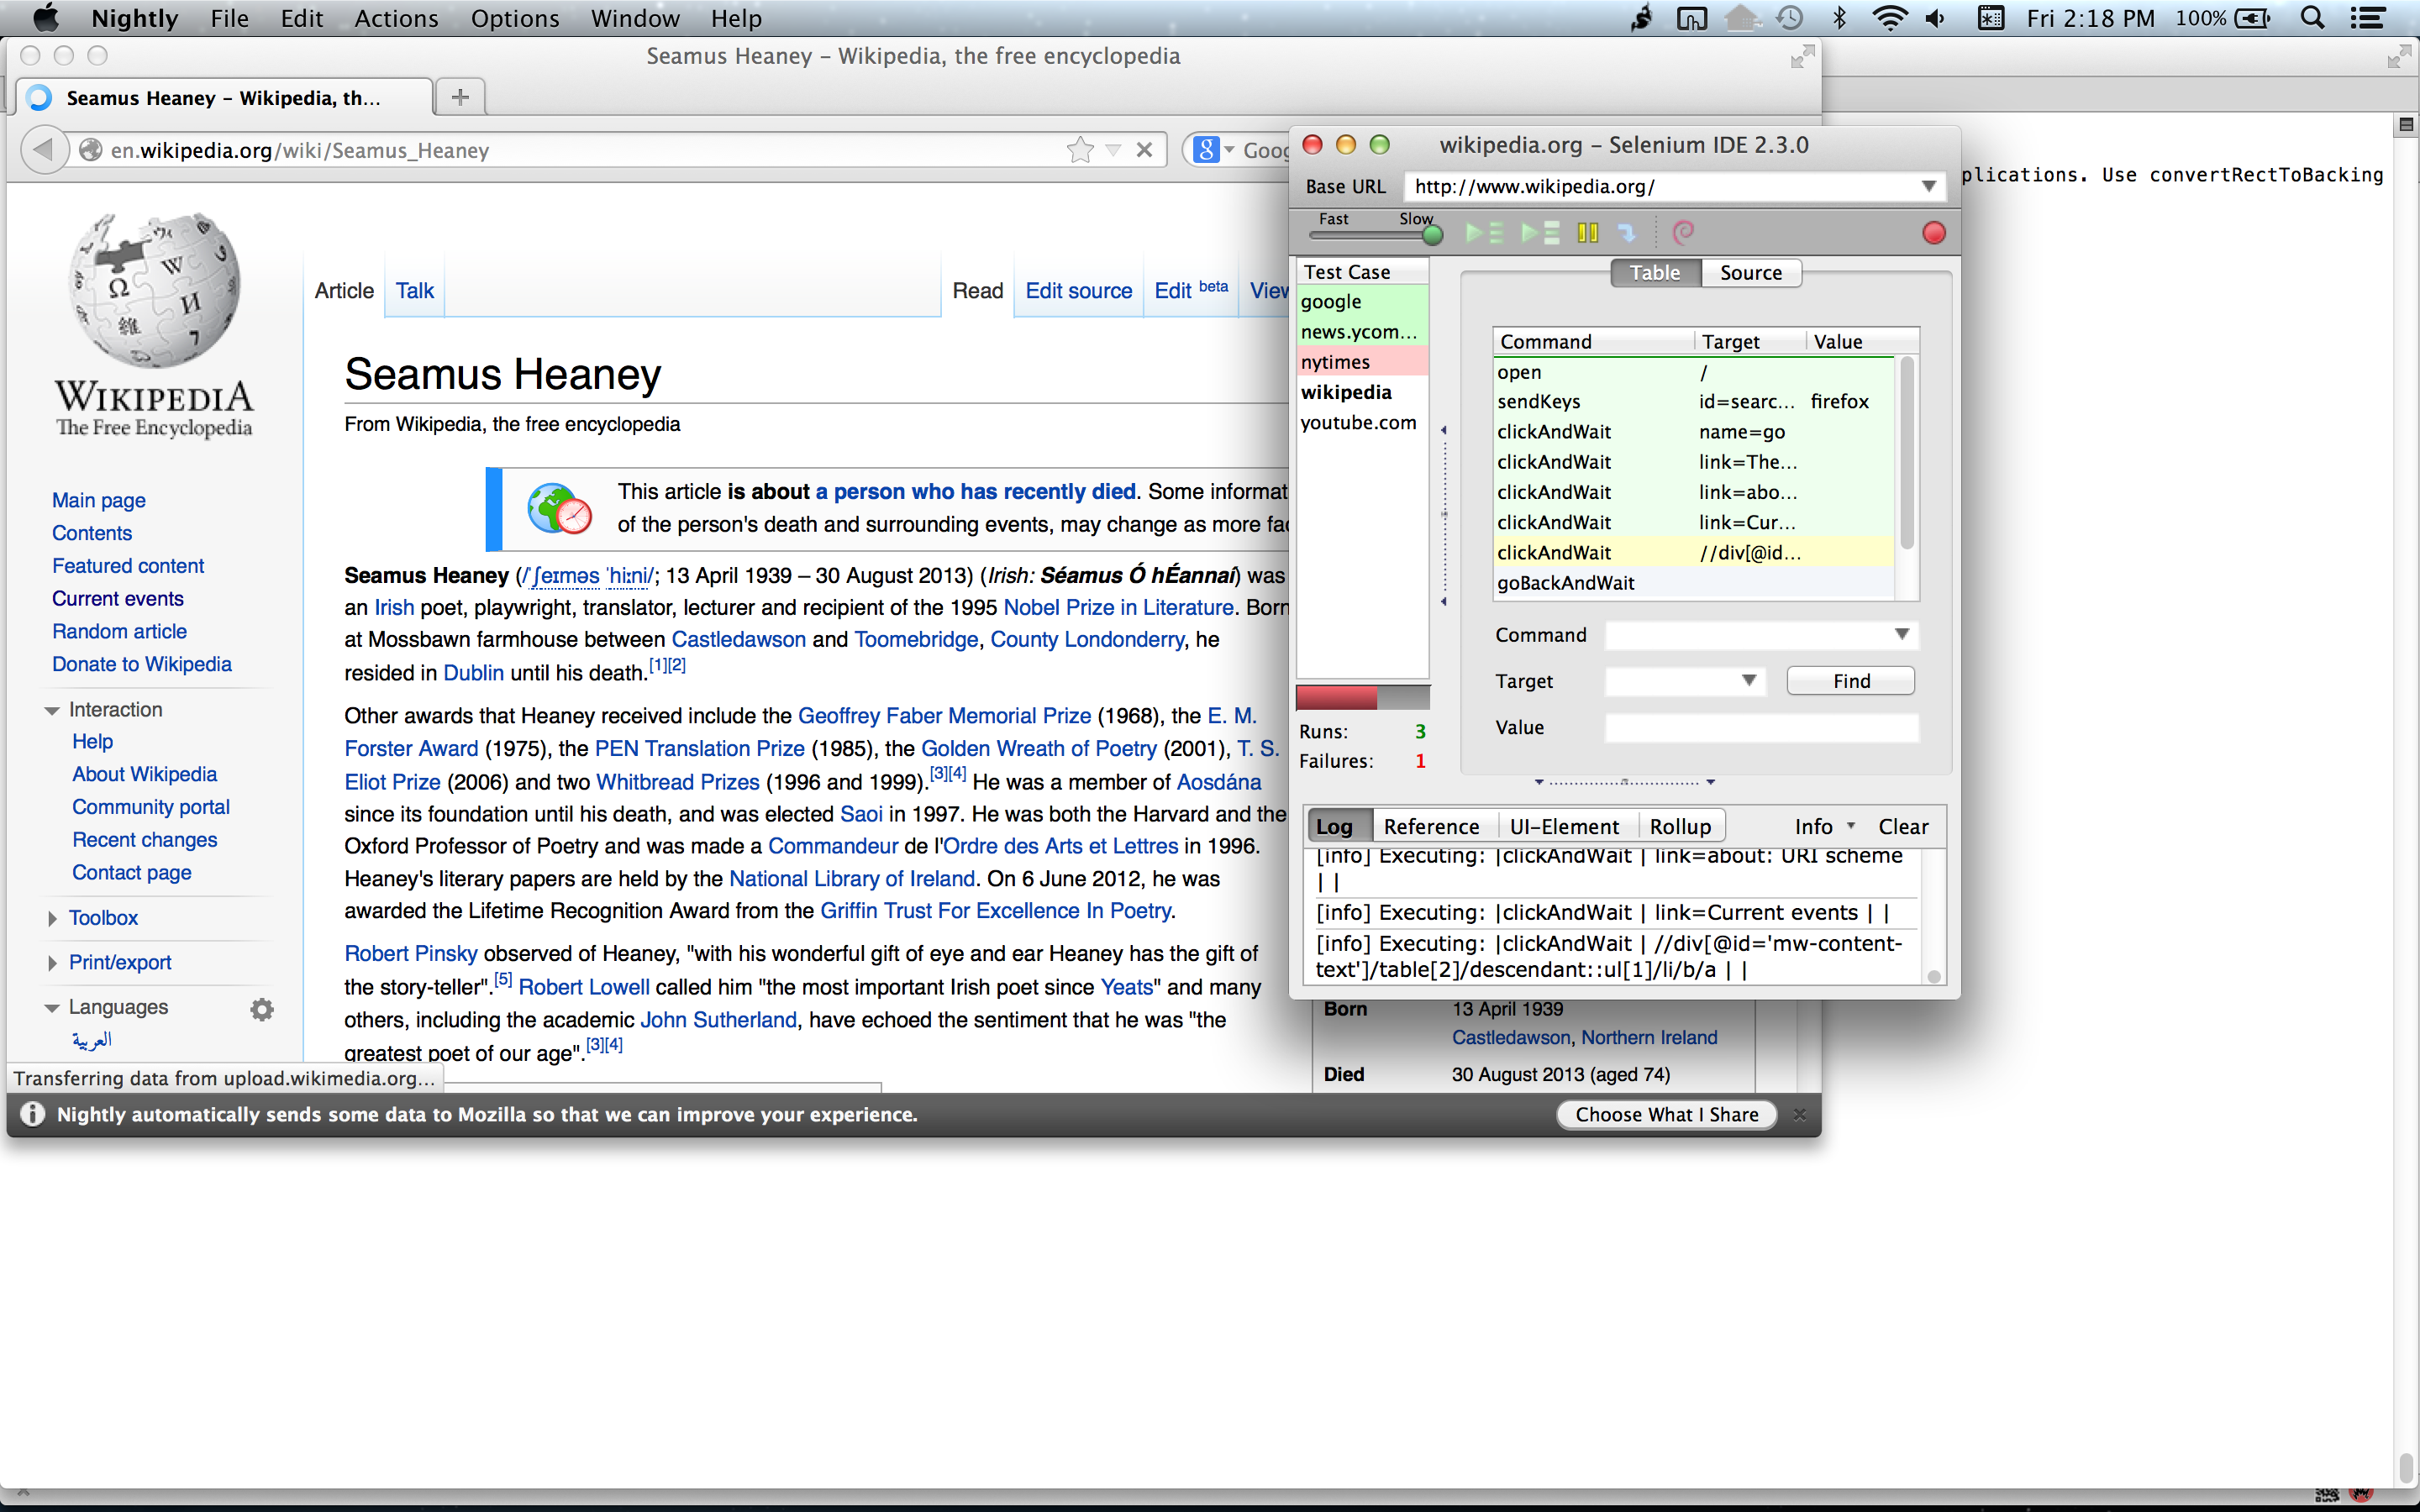 Nightly File Edit Actions Options Window Help
Fri 2:18 PM 100%
Seamus Heaney – Wikipedia, the free encyclopedia
Seamus Heaney – Wikipedia, th...
en.wikipedia.org/wiki/Seamus_Heaney
WIKIPEDIA
The Free Encyclopedia
Main page
Contents
Featured content
Current events
Random article
Donate to Wikipedia
Interaction
Help
About Wikipedia
Community portal
Recent changes
Contact page
Toolbox
Print/export
Languages
العربية
Article Talk Read Edit source Edit beta
Seamus Heaney
From Wikipedia, the free encyclopedia
This article is about a person who has recently died. Some
of the person's death and surrounding events, may change as more
Seamus Heaney (/ˈʃeɪməs ˈhiːni/; 13 April 1939 – 30 August 2013) (Irish: Séamus Ó hÉannaí) was
an Irish poet, playwright, translator, lecturer and recipient of the 1995 Nobel Prize in Literature. Born
at Mossbawn farmhouse between Castledawson and Toomebridge, County Londonderry, he
resided in Dublin until his death.[1][2]
Other awards that Heaney received include the Geoffrey Faber Memorial Prize (1968), the E. M.
Forster Award (1975), the PEN Translation Prize (1985), the Golden Wreath of Poetry (2001), T. S.
Eliot Prize (2006) and two Whitbread Prizes (1996 and 1999).[3][4] He was a member of Aosdána
since its foundation until his death, and was elected Saoi in 1997. He was both the Harvard and the
Oxford Professor of Poetry and was made a Commandeur de l'Ordre des Arts et Lettres in 1996.
Heaney's literary papers are held by the National Library of Ireland. On 6 June 2012, he was
awarded the Lifetime Recognition Award from the Griffin Trust For Excellence In Poetry.
Robert Pinsky observed of Heaney, "with his wonderful gift of eye and ear Heaney has the gift of
the story-teller".[5] Robert Lowell called him "the most important Irish poet since Yeats" and many
others, including the academic John Sutherland, have echoed the sentiment that he was "the
greatest poet of our age".[3][4]
Born 13 April 1939
Castledawson, Northern Ireland
Died 30 August 2013 (aged 74)
Transferring data from upload.wikimedia.org...
Nightly automatically sends some data to Mozilla so that we can improve your experience.
Choose What I Share
wikipedia.org – Selenium IDE 2.3.0
Base URL http://www.wikipedia.org/
Fast Slow
Test Case
google
news.ycom...
nytimes
wikipedia
youtube.com
Runs: 3
Failures: 1
Table Source
Command Target Value
open /
sendKeys id=searc... firefox
clickAndWait name=go
clickAndWait link=The...
clickAndWait link=abo...
clickAndWait link=Cur...
clickAndWait //div[@id...
goBackAndWait
Command
Target Find
Value
Log Reference UI-Element Rollup Info Clear
[info] Executing: |clickAndWait | link=about: URI scheme
| |
[info] Executing: |clickAndWait | link=Current events | |
[info] Executing: |clickAndWait | //div[@id='mw-content-
text']/table[2]/descendant::ul[1]/li/b/a | |
plications. Use convertRectToBacking